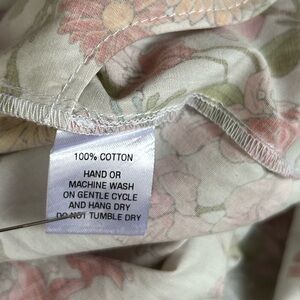 100% COTTON
HAND OR
MACHINE WASH
ON GENTLE CYCLE
AND HANG DRY
DO NOT TUMBLE DRY